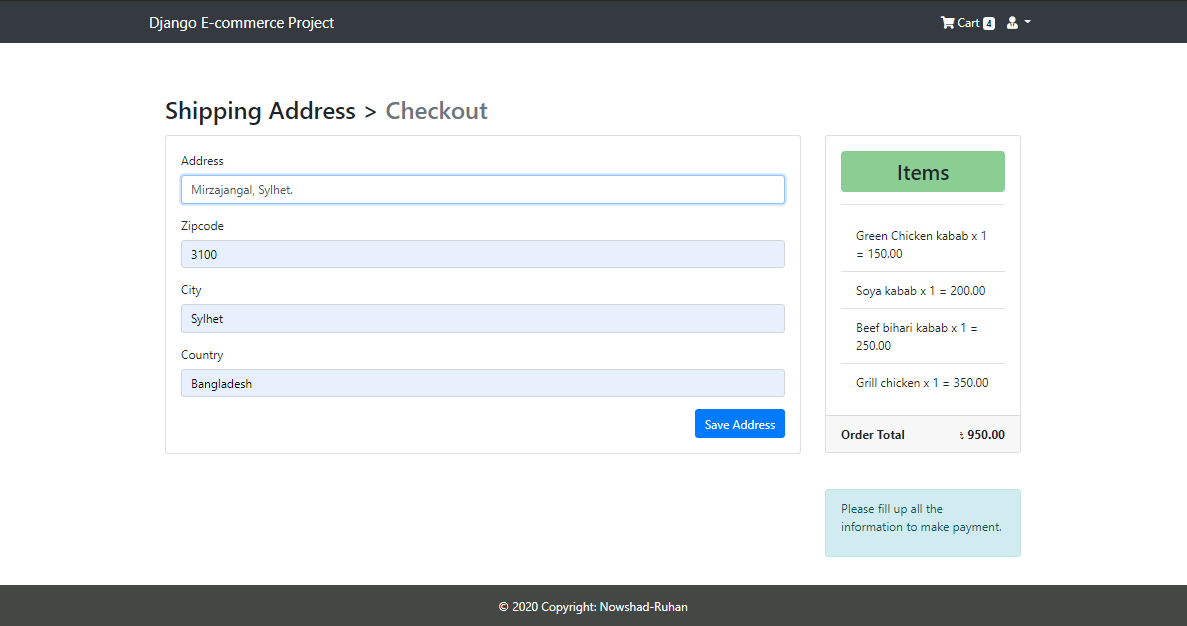 Django E-commerce Project
Cart 4
Shipping Address > Checkout
Address
Mirzajangal, Sylhet.
Zipcode
3100
City
Sylhet
Country
Bangladesh
Save Address
Items
Green Chicken kabab x 1
= 150.00
Soya kabab x 1 = 200.00
Beef bihari kabab x 1 =
250.00
Grill chicken x 1 = 350.00
Order Total ৳ 950.00
Please fill up all the
information to make payment.
© 2020 Copyright: Nowshad-Ruhan